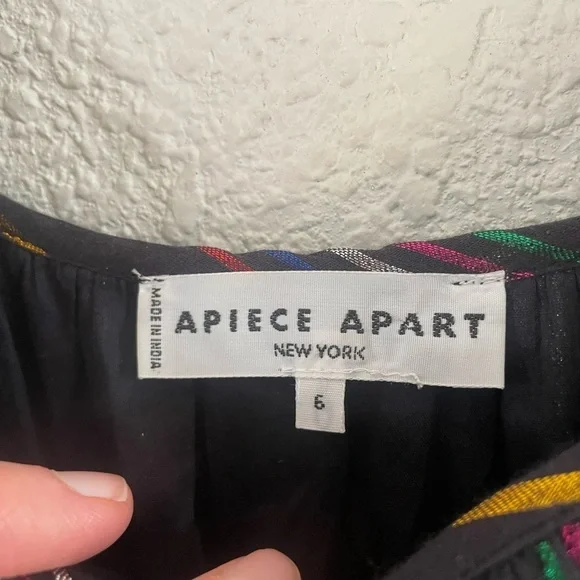 MADE IN INDIA
APIECE APART
NEW YORK
6